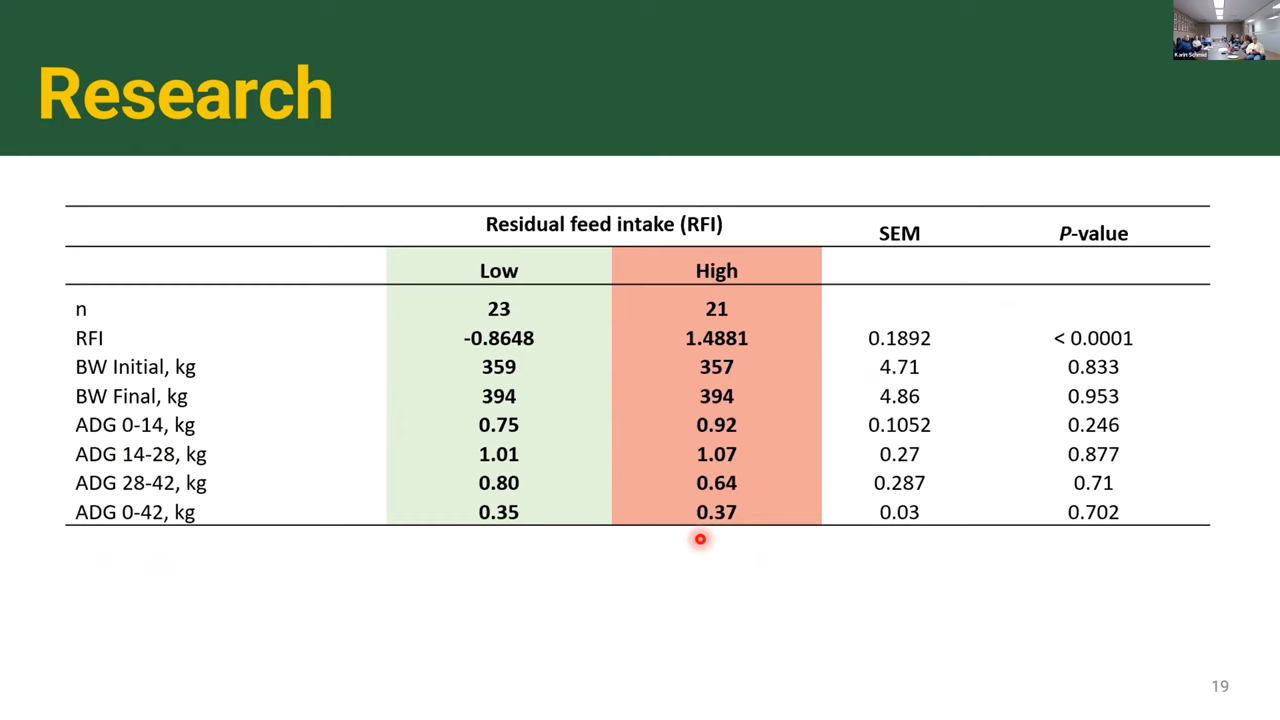 Karin Schmid
Research
Residual feed intake (RFI) SEM P-value
Low High
n 23 21
RFI -0.8648 1.4881 0.1892 < 0.0001
BW Initial, kg 359 357 4.71 0.833
BW Final, kg 394 394 4.86 0.953
ADG 0-14, kg 0.75 0.92 0.1052 0.246
ADG 14-28, kg 1.01 1.07 0.27 0.877
ADG 28-42, kg 0.80 0.64 0.287 0.71
ADG 0-42, kg 0.35 0.37 0.03 0.702
19